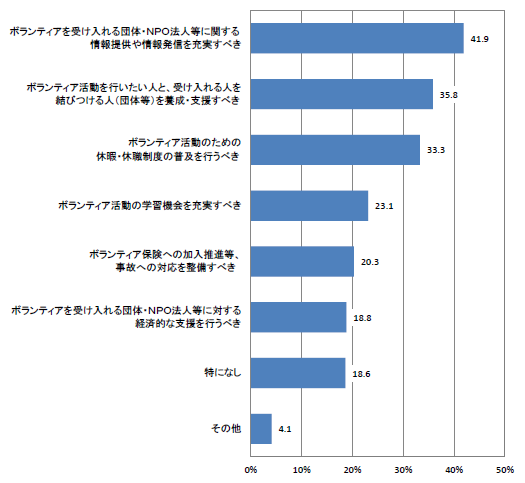 ボランティアを受け入れる団体・NPO法人等に関する
情報提供や情報発信を充実すべき
41.9
ボランティア活動を行いたい人と、受け入れる人を
結びつける人（団体等）を養成・支援すべき
35.8
ボランティア活動のための
休暇・休職制度の普及を行うべき
33.3
ボランティア活動の学習機会を充実すべき
23.1
ボランティア保険への加入推進等、
事故への対応を整備すべき
20.3
ボランティアを受け入れる団体・NPO法人等に対する
経済的な支援を行うべき
18.8
特になし
18.6
その他
4.1
0% 10% 20% 30% 40% 50%